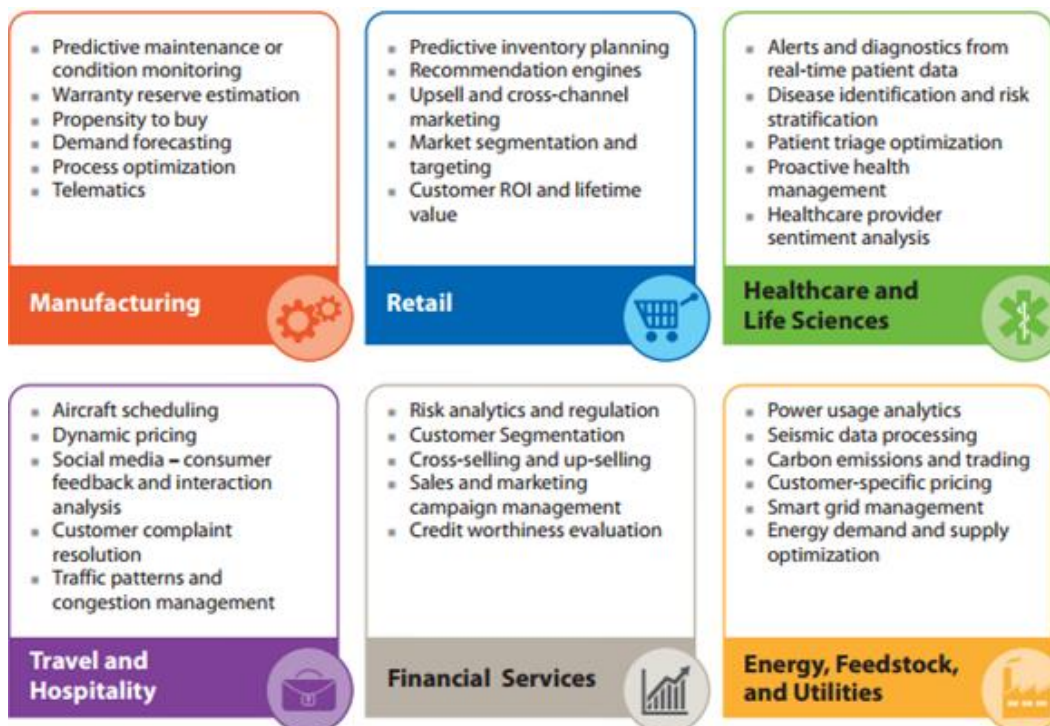 Predictive maintenance or
condition monitoring
Warranty reserve estimation
Propensity to buy
Demand forecasting
Process optimization
Telematics
Manufacturing
Predictive inventory planning
Recommendation engines
Upsell and cross-channel
marketing
Market segmentation and
targeting
Customer ROI and lifetime
value
Retail
Alerts and diagnostics from
real-time patient data
Disease identification and risk
stratification
Patient triage optimization
Proactive health
management
Healthcare provider
sentiment analysis
Healthcare and
Life Sciences
Aircraft scheduling
Dynamic pricing
Social media – consumer
feedback and interaction
analysis
Customer complaint
resolution
Traffic patterns and
congestion management
Travel and
Hospitality
Risk analytics and regulation
Customer Segmentation
Cross-selling and up-selling
Sales and marketing
campaign management
Credit worthiness evaluation
Financial Services
Power usage analytics
Seismic data processing
Carbon emissions and trading
Customer-specific pricing
Smart grid management
Energy demand and supply
optimization
Energy, Feedstock,
and Utilities